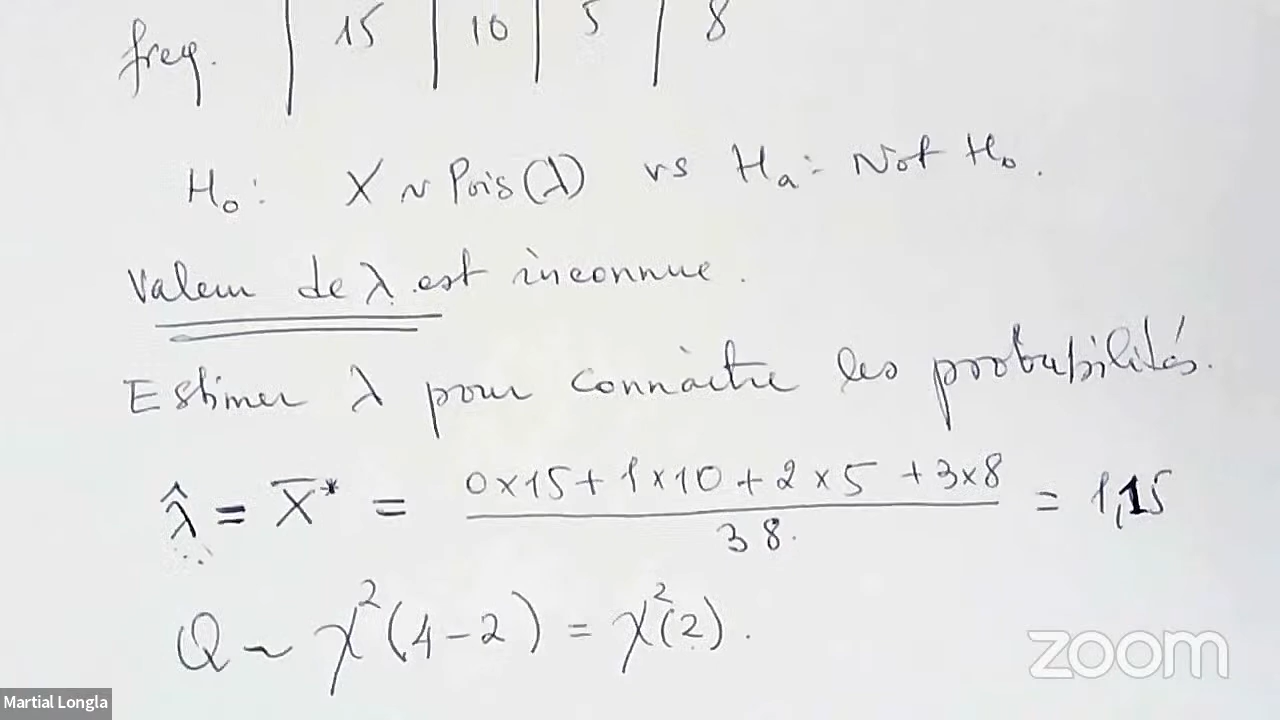 freq. | 15 | 10 | 5 | 8
H₀: X ~ Pois(λ) vs Hₐ: Not H₀.
Valeur de λ est inconnue.
Estimer λ pour connaître les probabilités.
λ̂ = X̄* = (0×15 + 1×10 + 2×5 + 3×8) / 38. = 1,15
Q ~ χ²(4-2) = χ²(2).
zoom
Martial Longla